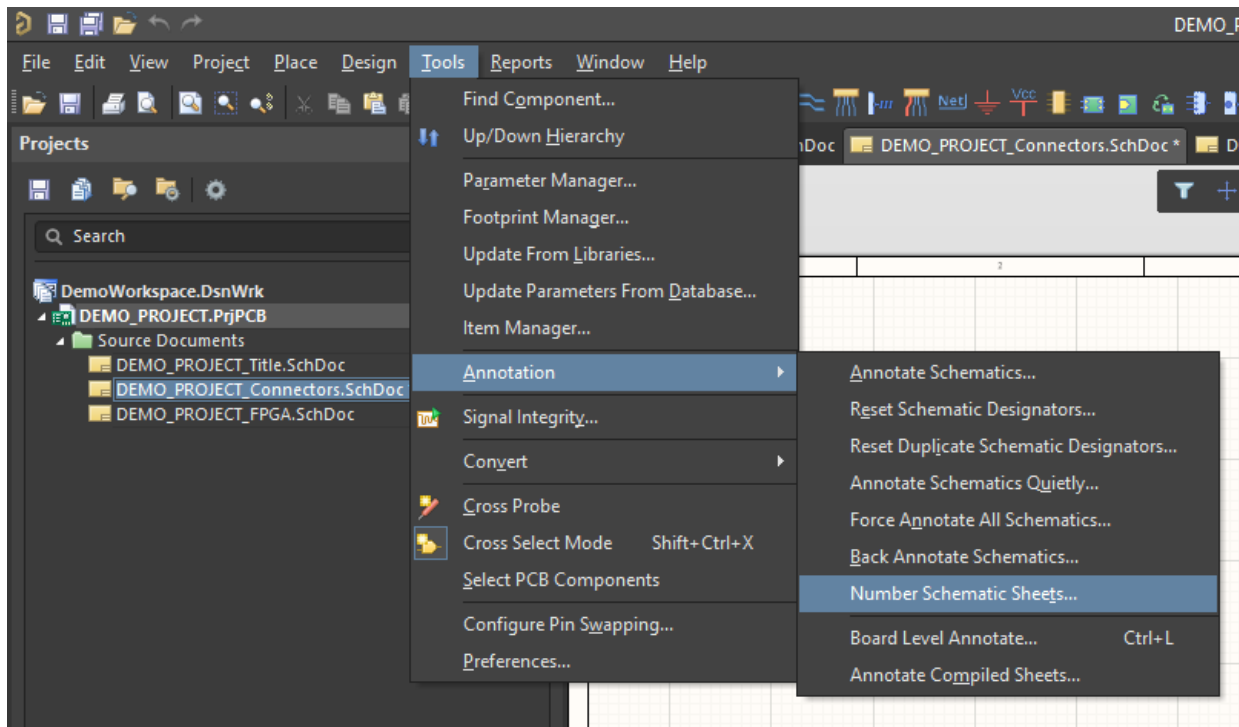 DEMO_P
File Edit View Project Place Design Tools Reports Window Help
Net Vcc
Projects
Search
DemoWorkspace.DsnWrk
DEMO_PROJECT.PrjPCB
Source Documents
DEMO_PROJECT_Title.SchDoc
DEMO_PROJECT_Connectors.SchDoc
DEMO_PROJECT_FPGA.SchDoc
Find Component...
Up/Down Hierarchy
Parameter Manager...
Footprint Manager...
Update From Libraries...
Update Parameters From Database...
Item Manager...
Annotation
Signal Integrity...
Convert
Cross Probe
Cross Select Mode Shift+Ctrl+X
Select PCB Components
Configure Pin Swapping...
Preferences...
Doc DEMO_PROJECT_Connectors.SchDoc * D
2
Annotate Schematics...
Reset Schematic Designators...
Reset Duplicate Schematic Designators...
Annotate Schematics Quietly...
Force Annotate All Schematics...
Back Annotate Schematics...
Number Schematic Sheets...
Board Level Annotate... Ctrl+L
Annotate Compiled Sheets...